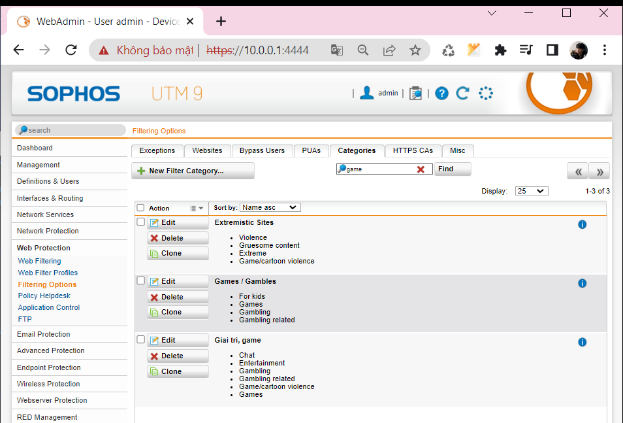 WebAdmin - User admin - Device
Không bảo mật | https://10.0.0.1:4444
SOPHOS UTM 9
| admin | | ?
search
Filtering Options
Dashboard
Management
Definitions & Users
Interfaces & Routing
Network Services
Network Protection
Web Protection
Web Filtering
Web Filter Profiles
Filtering Options
Policy Helpdesk
Application Control
FTP
Email Protection
Advanced Protection
Endpoint Protection
Wireless Protection
Webserver Protection
RED Management
Exceptions Websites Bypass Users PUAs Categories HTTPS CAs Misc
+ New Filter Category... game Find « »
Display: 25 1-3 of 3
Action Sort by: Name asc
Edit
Delete
Clone
Extremistic Sites
• Violence
• Gruesome content
• Extreme
• Game/cartoon violence
i
Edit
Delete
Clone
Games / Gambles
• For kids
• Games
• Gambling
• Gambling related
i
Edit
Delete
Clone
Giai tri, game
• Chat
• Entertainment
• Gambling
• Gambling related
• Game/cartoon violence
• Games
i